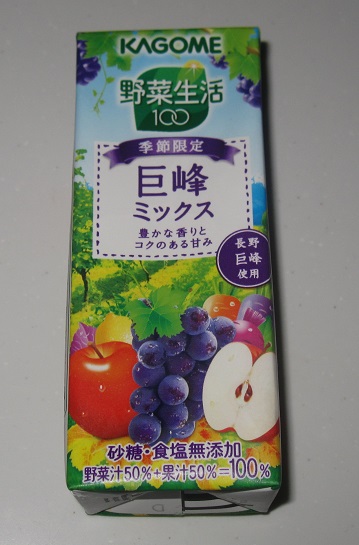 KAGOME
野菜生活
100
季節限定
巨峰
ミックス
豊かな香りと
コクのある甘み
長野
巨峰
使用
砂糖・食塩無添加
野菜汁50%+果汁50%=100%